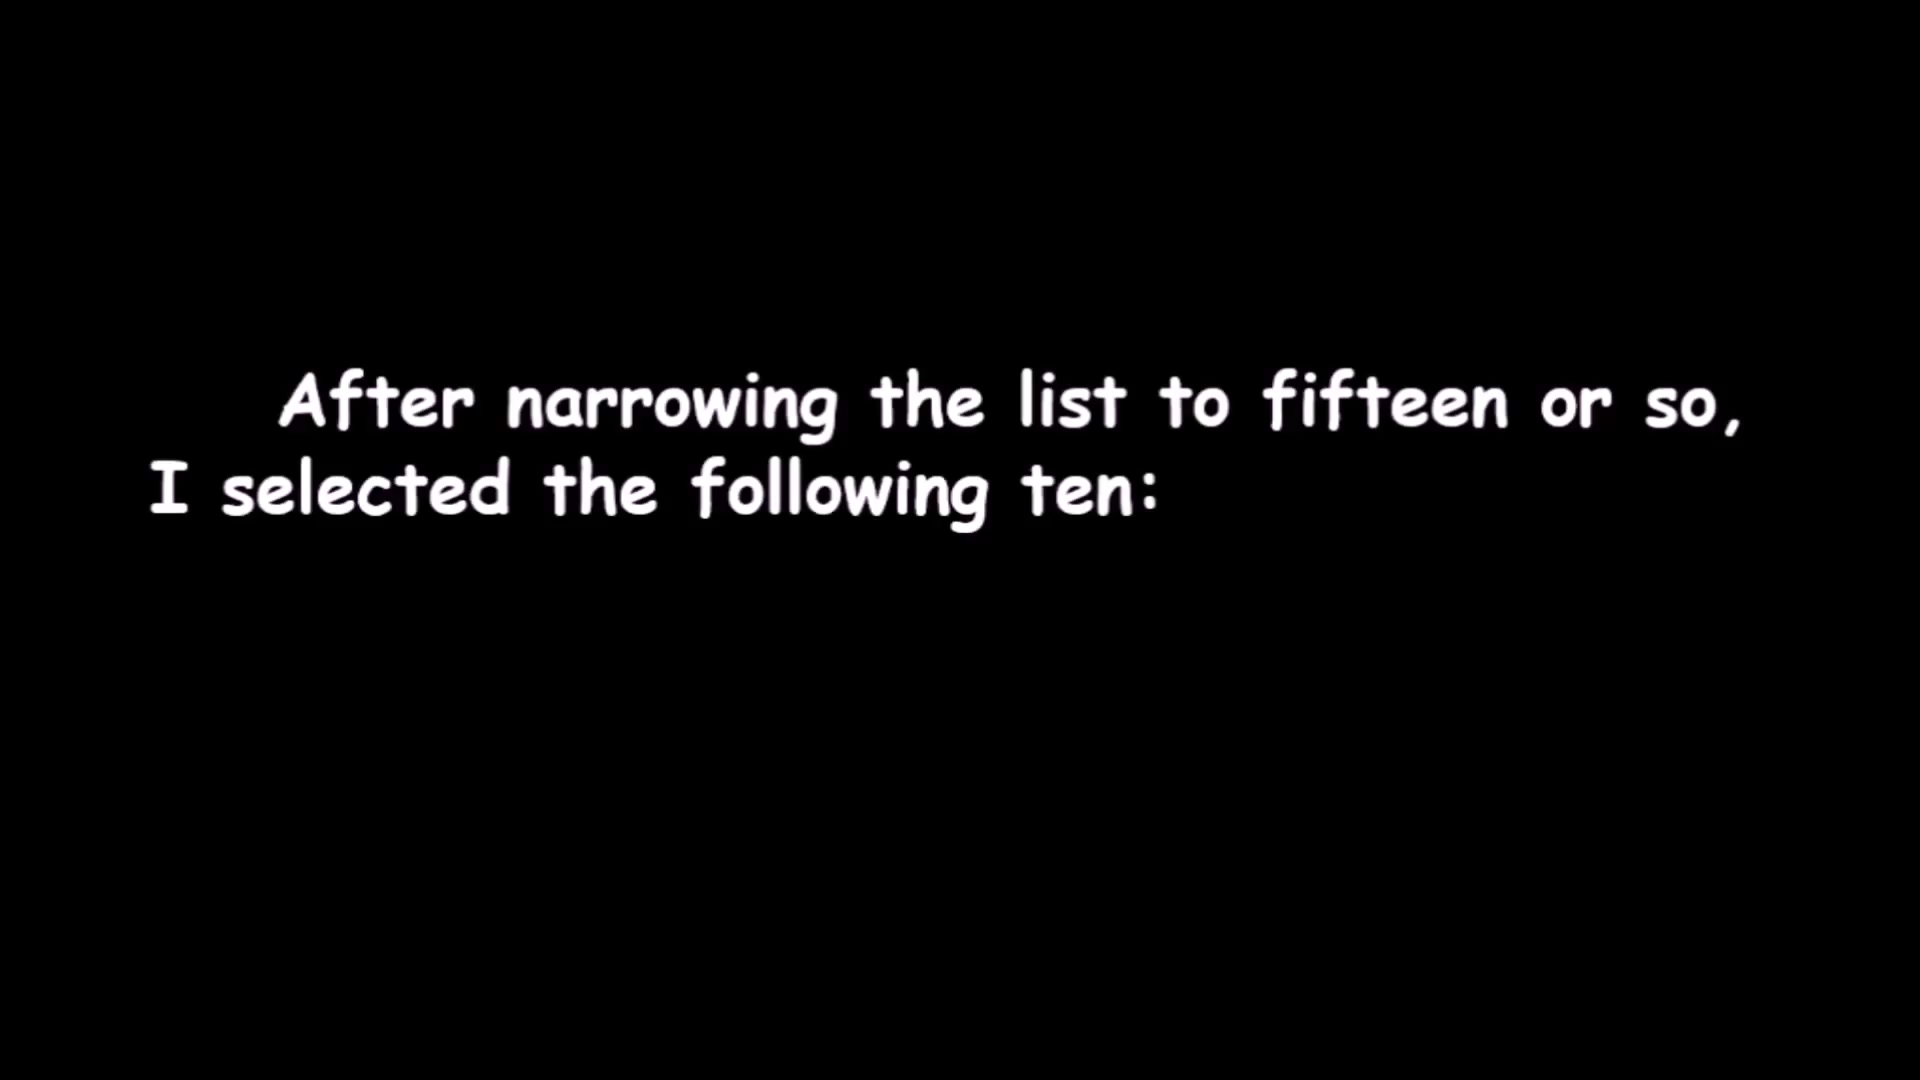 After narrowing the list to fifteen or so,
I selected the following ten: